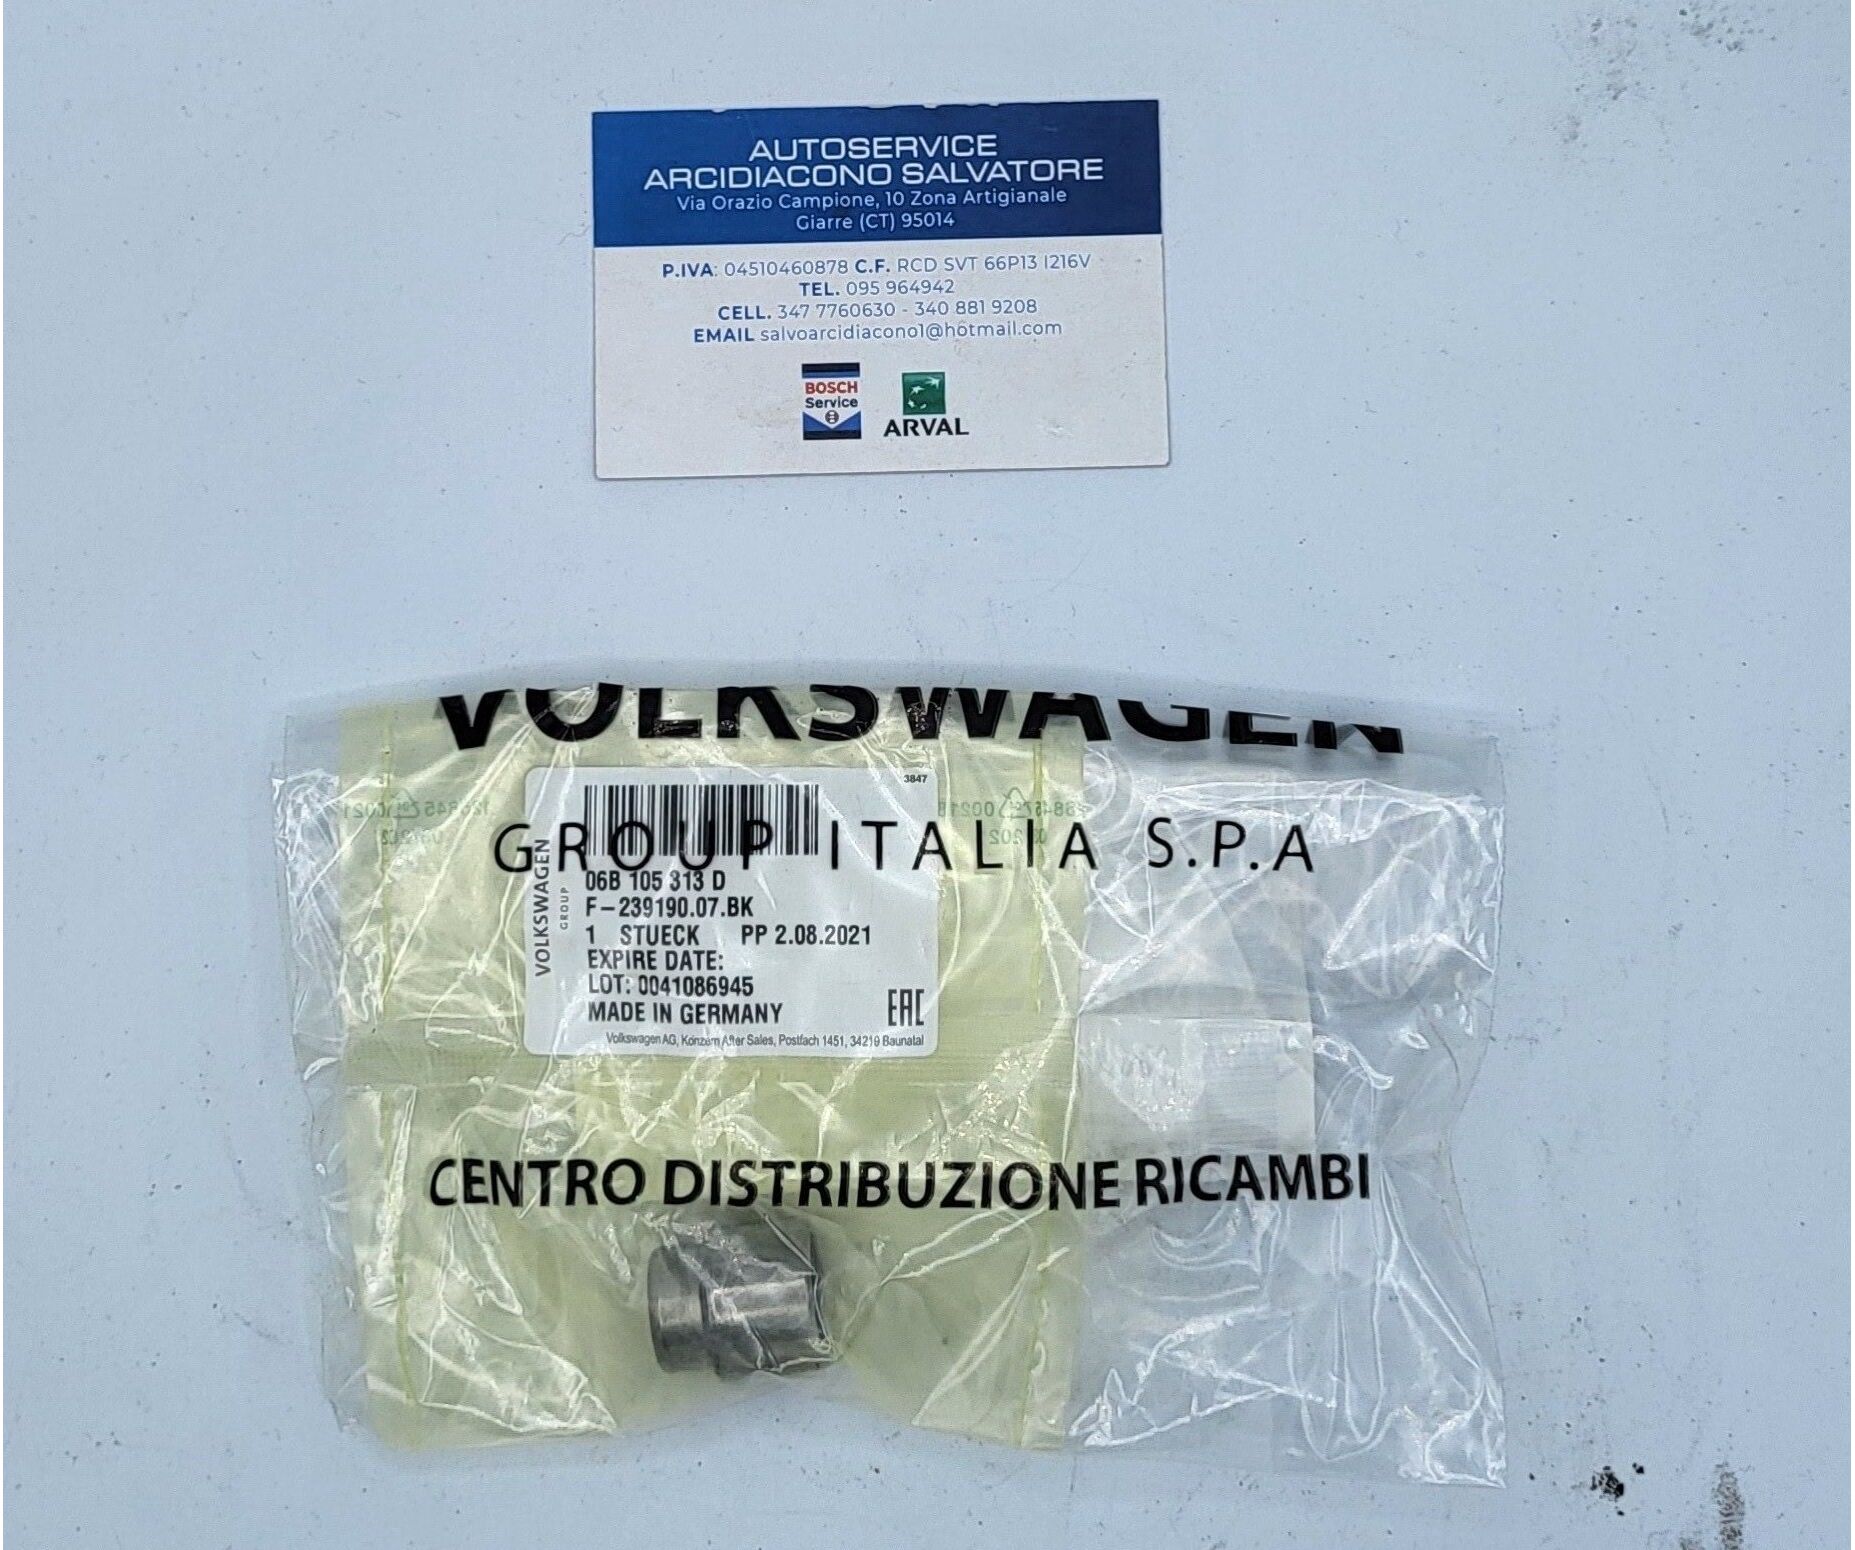 AUTOSERVICE
ARCIDIACONO SALVATORE
Via Orazio Campione, 10 Zona Artigianale
Giarre (CT) 95014
P.IVA: 04510460878 C.F. RCD SVT 66P13 I216V
TEL. 095 964942
CELL. 347 7760630 - 340 881 9208
EMAIL salvoarcidiacono1@hotmail.com
BOSCH
Service
ARVAL
VOLKSWAGEN
3847
GROUP ITALIA S.P.A
VOLKSWAGEN
GROUP
06B 105 313 D
F-239190.07.BK
1 STUECK PP 2.08.2021
EXPIRE DATE:
LOT: 0041086945
MADE IN GERMANY
EAC
Volkswagen AG, Konzern After Sales, Postfach 1451, 34219 Baunatal
CENTRO DISTRIBUZIONE RICAMBI